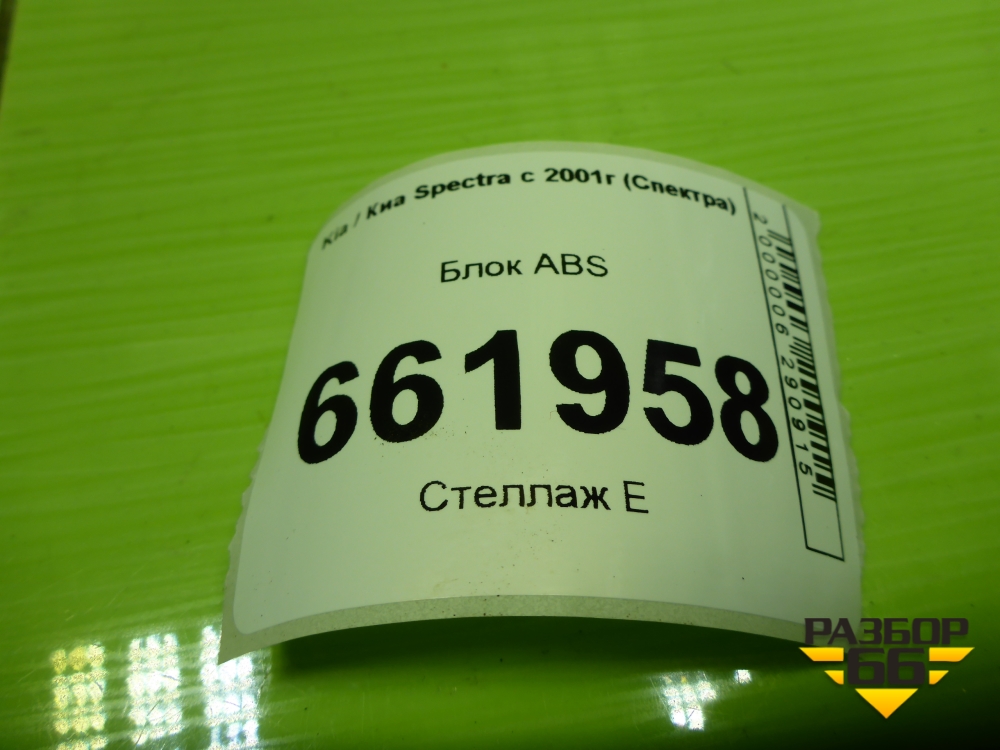 Kia / Киа Spectra с 2001г (Спектра)
Блок ABS
661958
Стеллаж Е
2000006290915
РАЗБОР
66